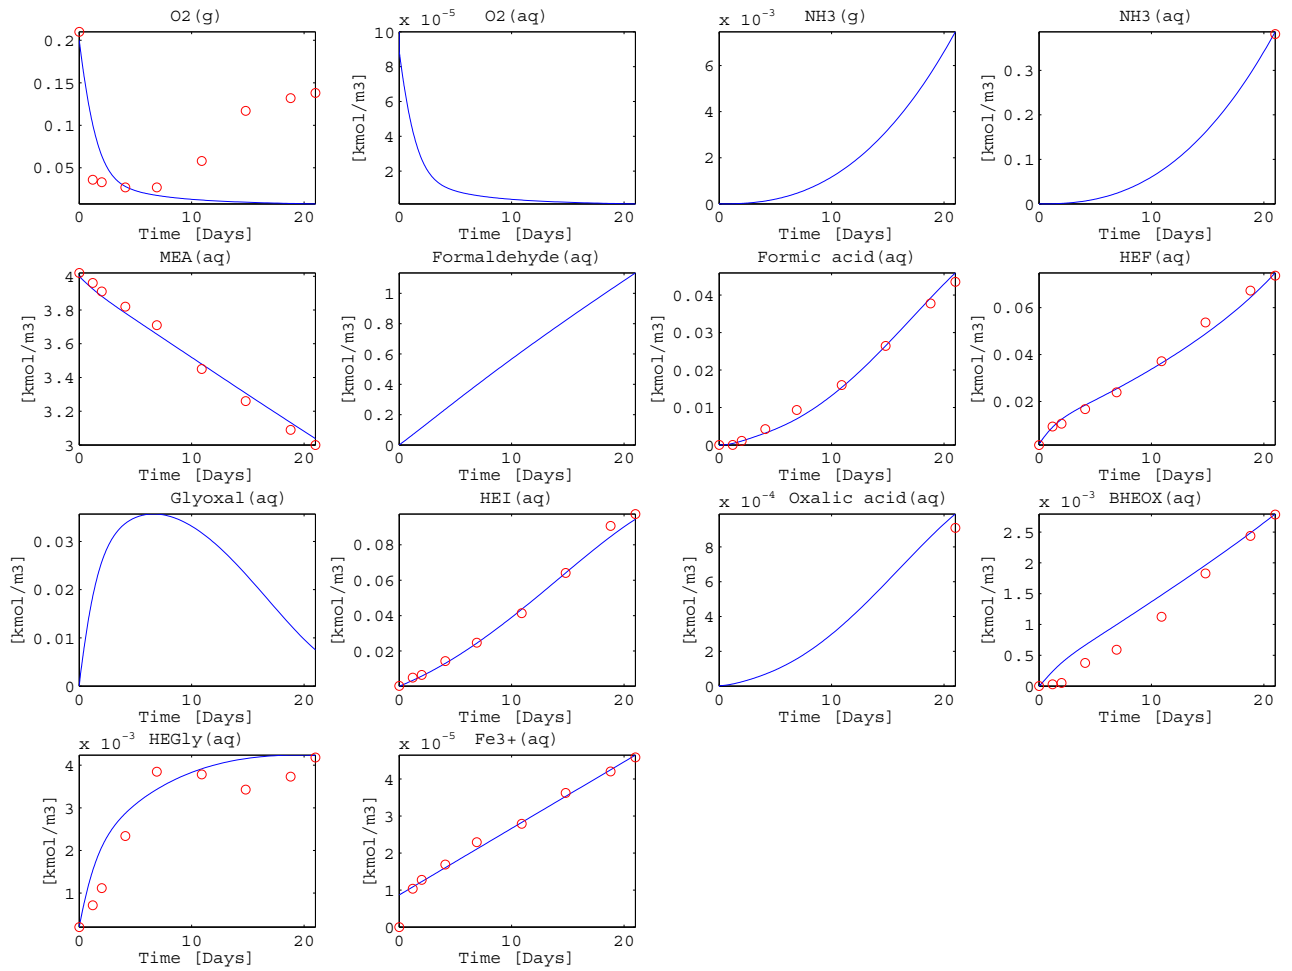 O2(g)
0.2
0.15
0.1
0.05
0 10 20
Time [Days]
x 10^-5 O2(aq)
[kmol/m3]
10
8
6
4
2
0 10 20
Time [Days]
x 10^-3 NH3(g)
[kmol/m3]
6
4
2
0
0 10 20
Time [Days]
NH3(aq)
[kmol/m3]
0.3
0.2
0.1
0
0 10 20
Time [Days]
MEA(aq)
[kmol/m3]
4
3.8
3.6
3.4
3.2
3
0 10 20
Time [Days]
Formaldehyde(aq)
[kmol/m3]
1
0.8
0.6
0.4
0.2
0
0 10 20
Time [Days]
Formic acid(aq)
[kmol/m3]
0.04
0.03
0.02
0.01
0
0 10 20
Time [Days]
HEF(aq)
[kmol/m3]
0.06
0.04
0.02
0 10 20
Time [Days]
Glyoxal(aq)
[kmol/m3]
0.03
0.02
0.01
0
0 10 20
Time [Days]
HEI(aq)
[kmol/m3]
0.08
0.06
0.04
0.02
0 10 20
Time [Days]
x 10^-4 Oxalic acid(aq)
[kmol/m3]
8
6
4
2
0
0 10 20
Time [Days]
x 10^-3 BHEOX(aq)
[kmol/m3]
2.5
2
1.5
1
0.5
0
0 10 20
Time [Days]
x 10^-3 HEGly(aq)
[kmol/m3]
4
3
2
1
0 10 20
Time [Days]
x 10^-5 Fe3+(aq)
[kmol/m3]
4
3
2
1
0
0 10 20
Time [Days]